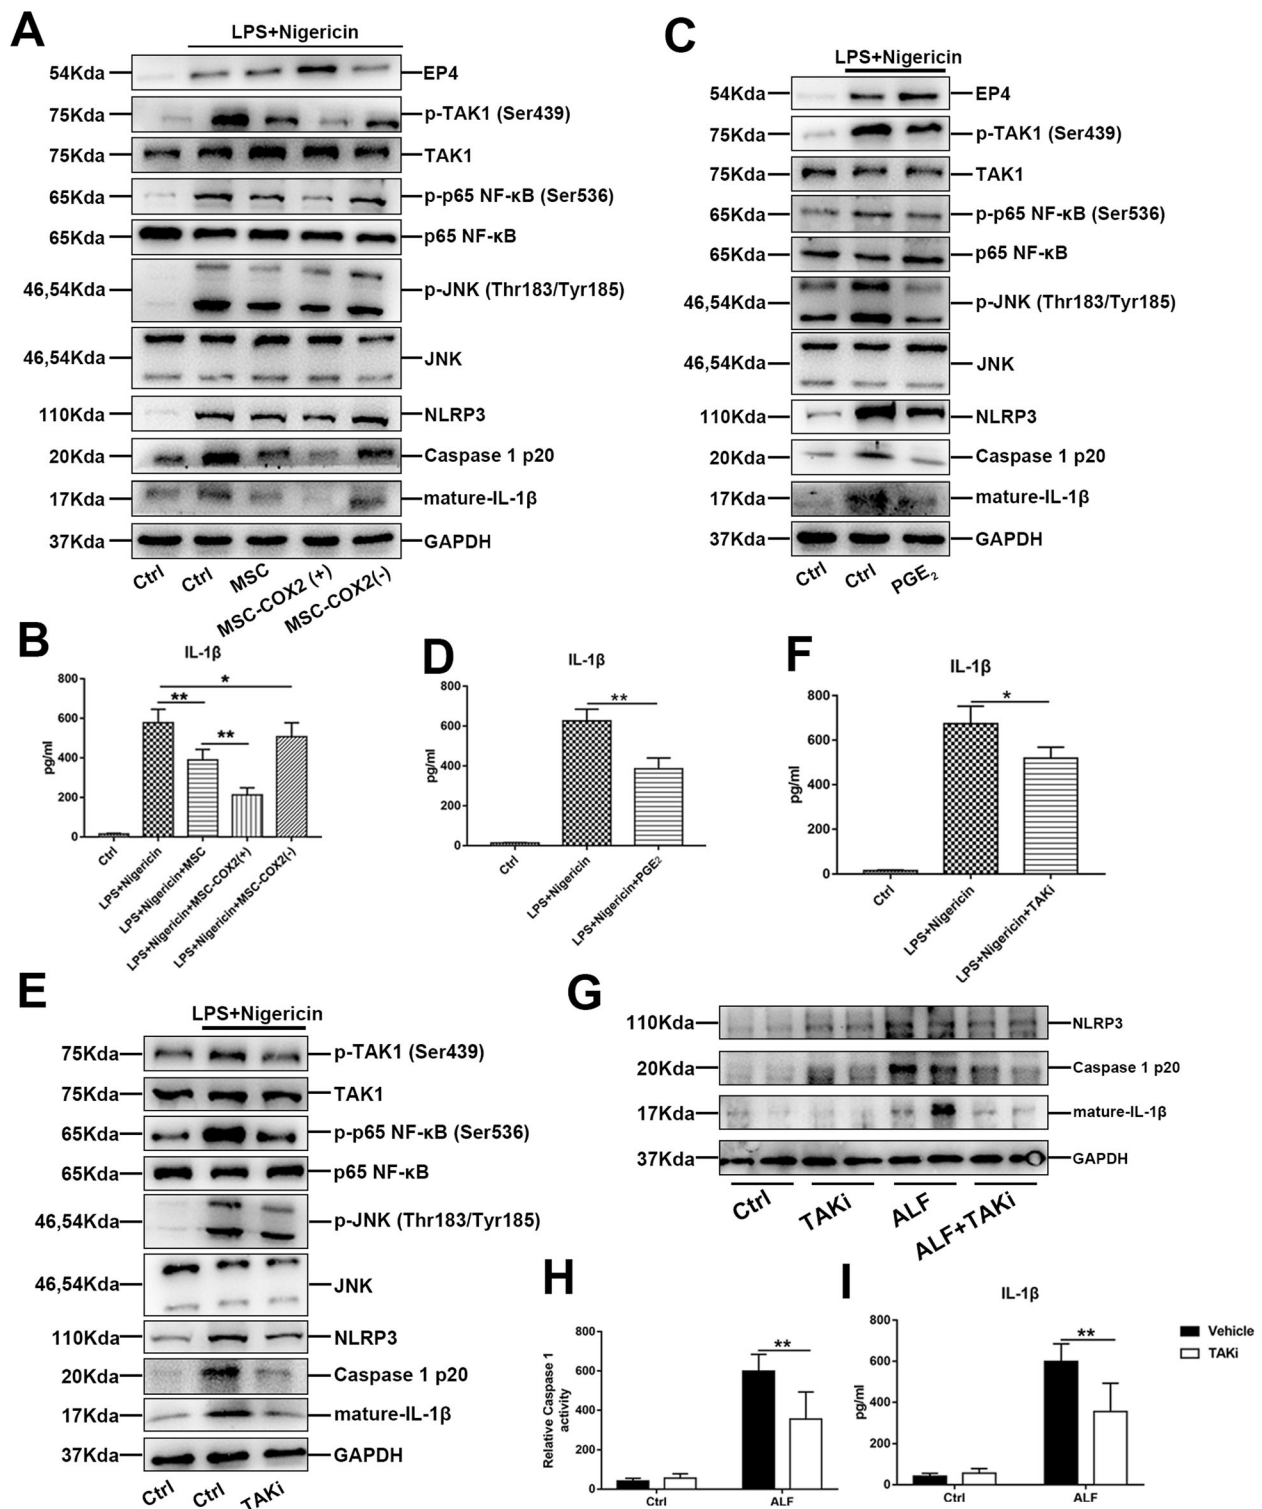 A
LPS+Nigericin
54Kda
EP4
75Kda
p-TAK1 (Ser439)
75Kda
TAK1
65Kda
p-p65 NF-κB (Ser536)
65Kda
p65 NF-κB
46,54Kda
p-JNK (Thr183/Tyr185)
46,54Kda
JNK
110Kda
NLRP3
20Kda
Caspase 1 p20
17Kda
mature-IL-1β
37Kda
GAPDH
Ctrl
Ctrl
MSC
MSC-COX2 (+)
MSC-COX2(-)
C
LPS+Nigericin
54Kda
EP4
75Kda
p-TAK1 (Ser439)
75Kda
TAK1
65Kda
p-p65 NF-κB (Ser536)
65Kda
p65 NF-κB
46,54Kda
p-JNK (Thr183/Tyr185)
46,54Kda
JNK
110Kda
NLRP3
20Kda
Caspase 1 p20
17Kda
mature-IL-1β
37Kda
GAPDH
Ctrl
Ctrl
PGE₂
B
IL-1β
pg/ml
800
600
400
200
0
**
*
**
Ctrl
LPS+Nigericin
LPS+Nigericin+MSC
LPS+Nigericin+MSC-COX2(+)
LPS+Nigericin+MSC-COX2(-)
D
IL-1β
pg/ml
800
600
400
200
0
**
Ctrl
LPS+Nigericin
LPS+Nigericin+PGE₂
F
IL-1β
pg/ml
800
600
400
200
0
*
Ctrl
LPS+Nigericin
LPS+Nigericin+TAKi
E
LPS+Nigericin
75Kda
p-TAK1 (Ser439)
75Kda
TAK1
65Kda
p-p65 NF-κB (Ser536)
65Kda
p65 NF-κB
46,54Kda
p-JNK (Thr183/Tyr185)
46,54Kda
JNK
110Kda
NLRP3
20Kda
Caspase 1 p20
17Kda
mature-IL-1β
37Kda
GAPDH
Ctrl
Ctrl
TAKi
G
110Kda
NLRP3
20Kda
Caspase 1 p20
17Kda
mature-IL-1β
37Kda
GAPDH
Ctrl
TAKi
ALF
ALF+TAKi
H
Relative Caspase 1
activity
800
600
400
200
0
**
Ctrl
ALF
I
IL-1β
pg/ml
800
600
400
200
0
**
Ctrl
ALF
Vehicle
TAKi